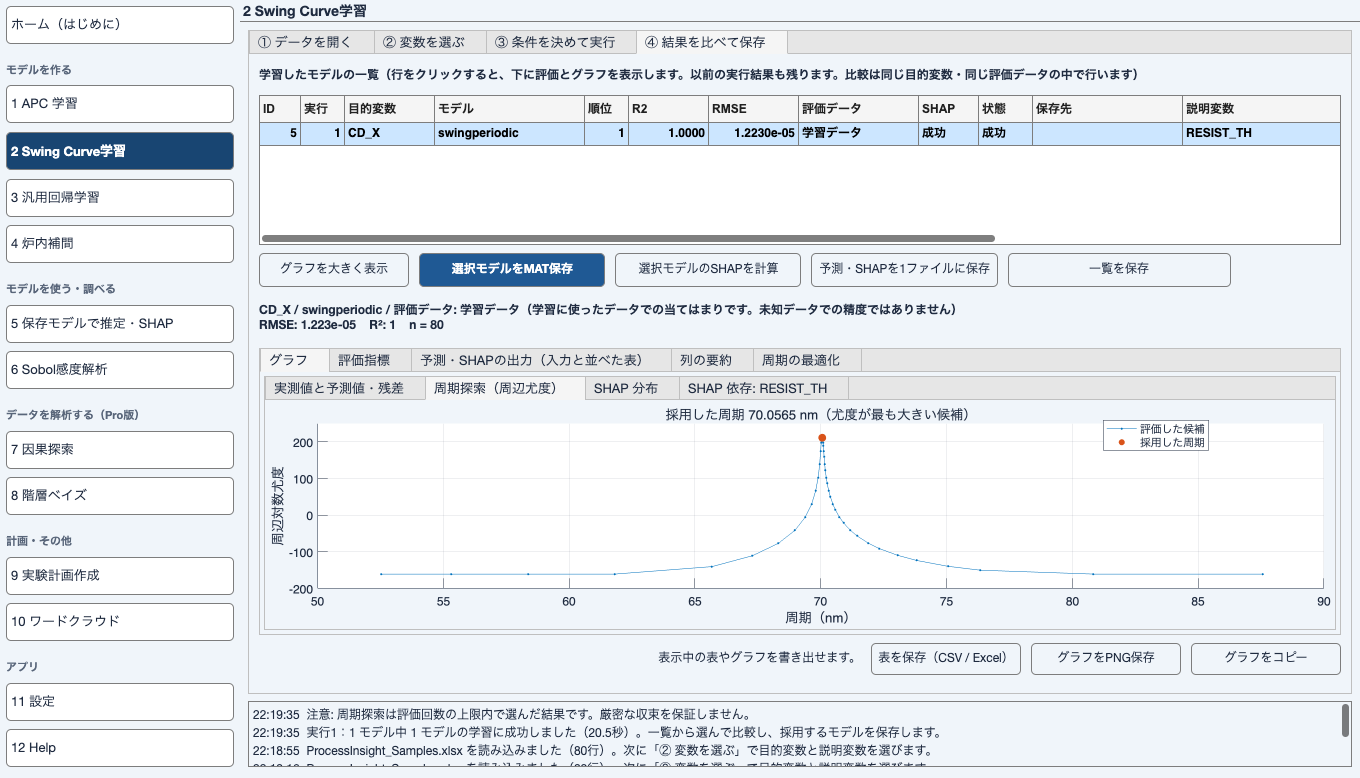 ホーム（はじめに）
モデルを作る
1 APC 学習
2 Swing Curve学習
3 汎用回帰学習
4 炉内補間
モデルを使う・調べる
5 保存モデルで推定・SHAP
6 Sobol感度解析
データを解析する（Pro版）
7 因果探索
8 階層ベイズ
計画・その他
9 実験計画作成
10 ワードクラウド
アプリ
11 設定
12 Help
2 Swing Curve学習
① データを開く ② 変数を選ぶ ③ 条件を決めて実行 ④ 結果を比べて保存
学習したモデルの一覧（行をクリックすると、下に評価とグラフを表示します。以前の実行結果も残ります。比較は同じ目的変数・同じ評価データの中で行います）
ID 実行 目的変数 モデル 順位 R2 RMSE 評価データ SHAP 状態 保存先 説明変数
5 1 CD_X swingperiodic 1 1.0000 1.2230e-05 学習データ 成功 成功 RESIST_TH
グラフを大きく表示 選択モデルをMAT保存 選択モデルのSHAPを計算 予測・SHAPを1ファイルに保存 一覧を保存
CD_X / swingperiodic / 評価データ: 学習データ（学習に使ったデータでの当てはまりです。未知データでの精度ではありません）
RMSE: 1.223e-05 R²: 1 n = 80
グラフ 評価指標 予測・SHAPの出力（入力と並べた表） 列の要約 周期の最適化
実測値と予測値・残差 周期探索（周辺尤度） SHAP 分布 SHAP 依存: RESIST_TH
採用した周期 70.0565 nm（尤度が最も大きい候補）
評価した候補
採用した周期
周辺対数尤度
200
100
0
-100
-200
50 55 60 65 70 75 80 85 90
周期（nm）
表示中の表やグラフを書き出せます。 表を保存（CSV / Excel） グラフをPNG保存 グラフをコピー
22:19:35 注意: 周期探索は評価回数の上限内で選んだ結果です。厳密な収束を保証しません。
22:19:35 実行1：1 モデル中 1 モデルの学習に成功しました（20.5秒）。一覧から選んで比較し、採用するモデルを保存します。
22:18:55 ProcessInsight_Samples.xlsx を読み込みました（80行）。次に「② 変数を選ぶ」で目的変数と説明変数を選びます。